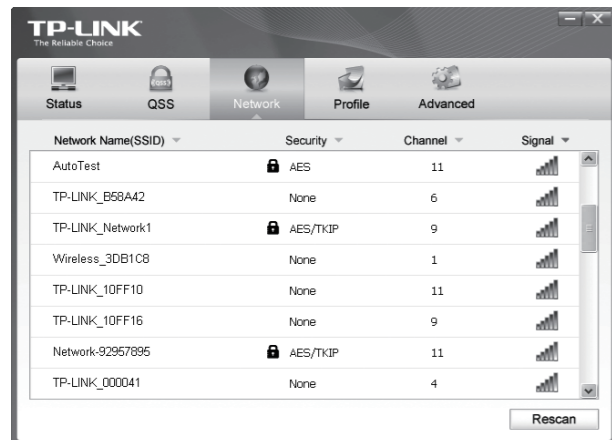 TP-LINK
The Reliable Choice
Status QSS Network Profile Advanced
Network Name(SSID) Security Channel Signal
AutoTest AES 11
TP-LINK_B58A42 None 6
TP-LINK_Network1 AES/TKIP 9
Wireless_3DB1C8 None 1
TP-LINK_10FF10 None 11
TP-LINK_10FF16 None 9
Network-92957895 AES/TKIP 11
TP-LINK_000041 None 4
Rescan